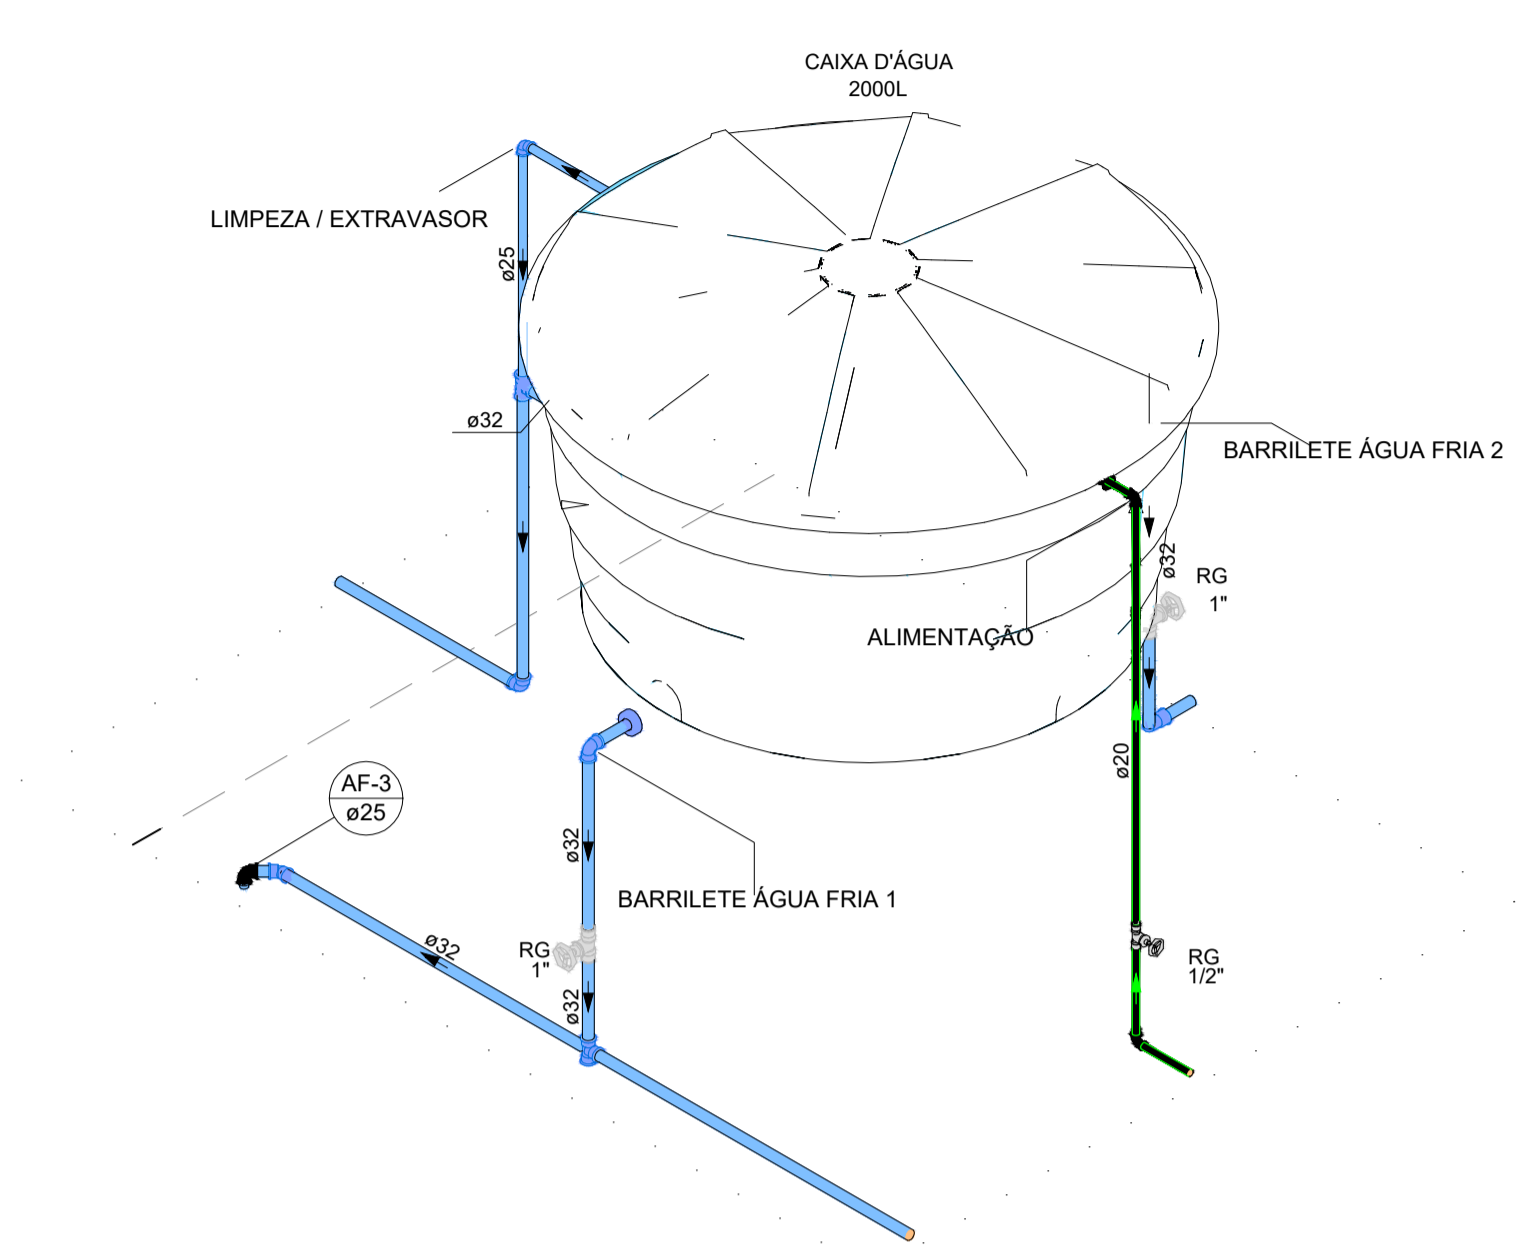 CAIXA D'ÁGUA
2000L
LIMPEZA / EXTRAVASOR
ø25
ø32
BARRILETE ÁGUA FRIA 2
ø32
RG
1"
ALIMENTAÇÃO
ø20
AF-3
ø25
ø32
BARRILETE ÁGUA FRIA 1
ø32
RG
1"
ø32
RG
1/2"